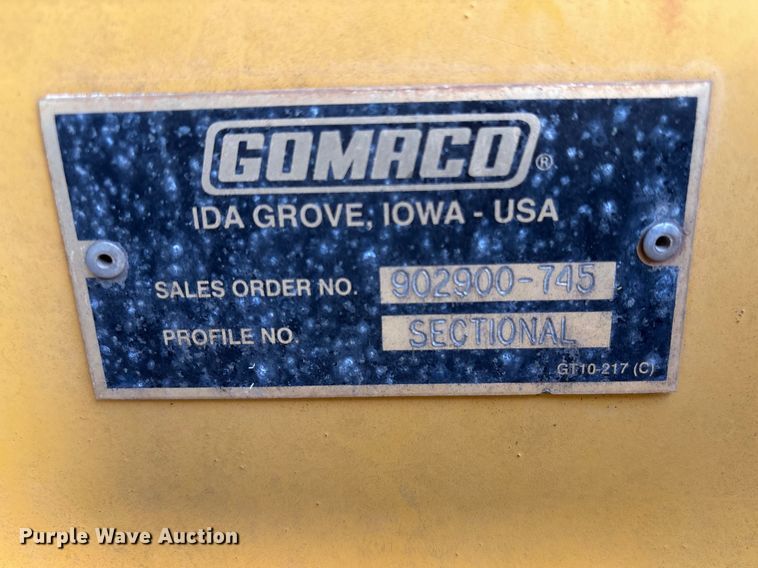 GOMACO®
IDA GROVE, IOWA - USA
SALES ORDER NO. 902900-745
PROFILE NO. SECTIONAL
GT10-217 (C)
Purple Wave Auction